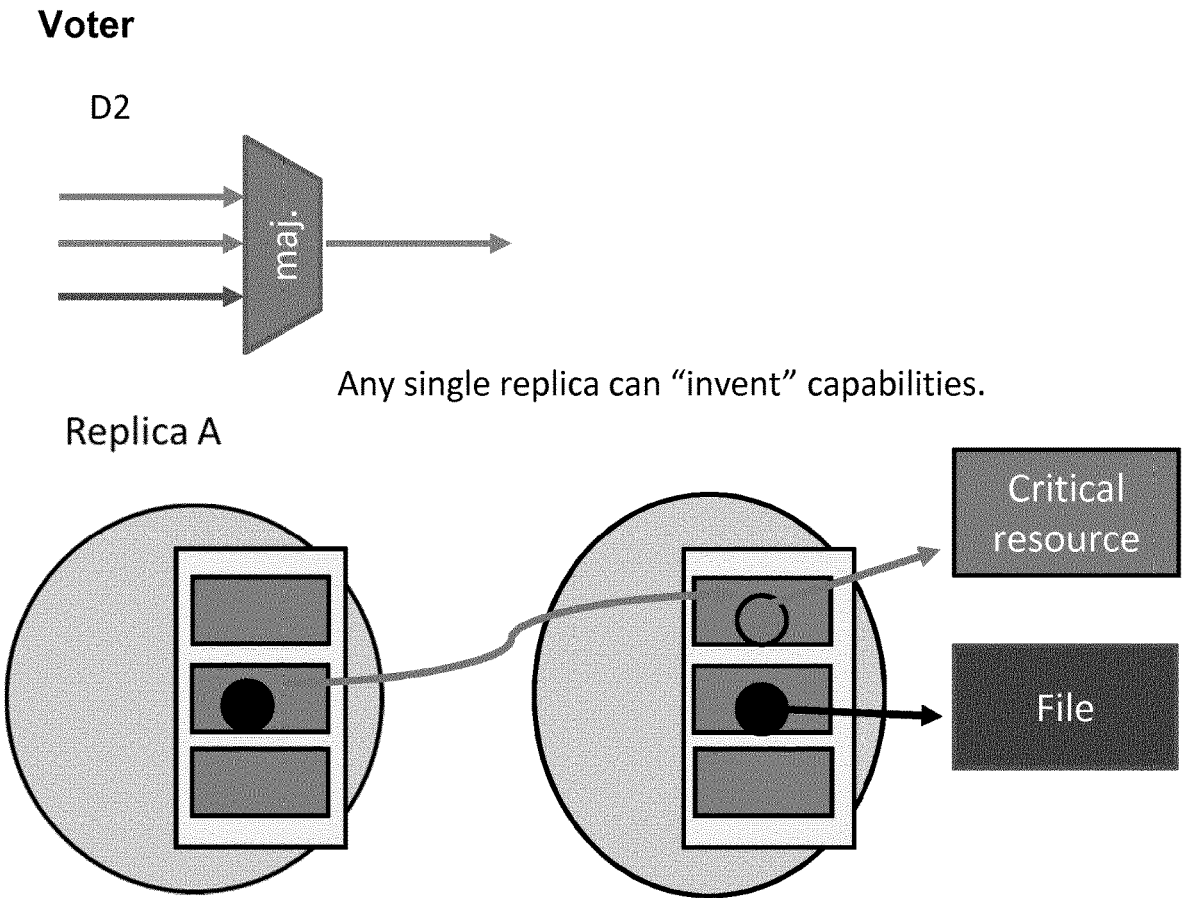 Voter
D2
maj.
Any single replica can “invent” capabilities.
Replica A
Critical
resource
File